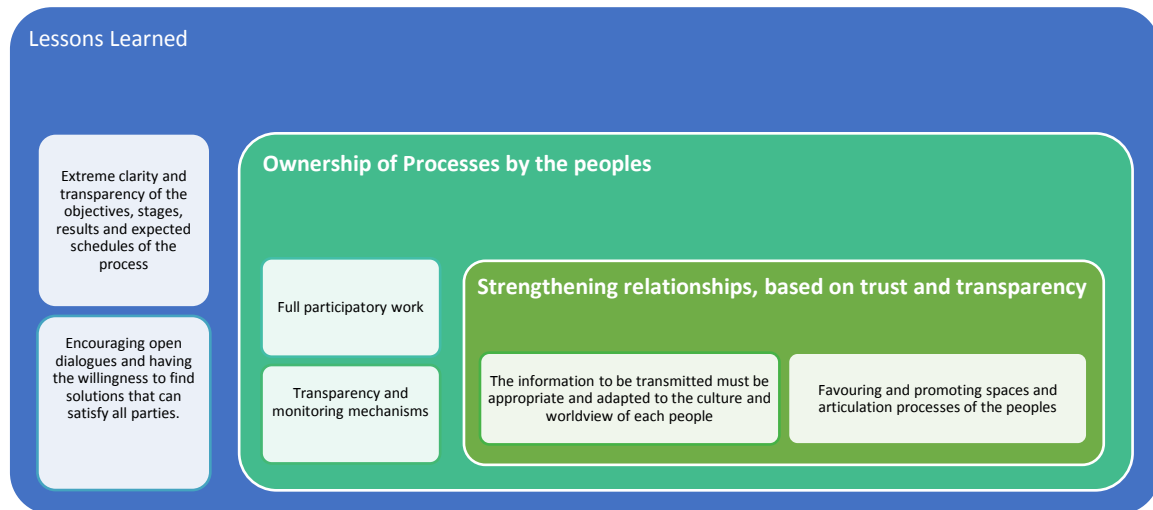 Lessons Learned
Extreme clarity and
transparency of the
objectives, stages,
results and expected
schedules of the
process
Encouraging open
dialogues and having
the willingness to find
solutions that can
satisfy all parties.
Ownership of Processes by the peoples
Full participatory work
Transparency and
monitoring mechanisms
Strengthening relationships, based on trust and transparency
The information to be transmitted must be
appropriate and adapted to the culture and
worldview of each people
Favouring and promoting spaces and
articulation processes of the peoples